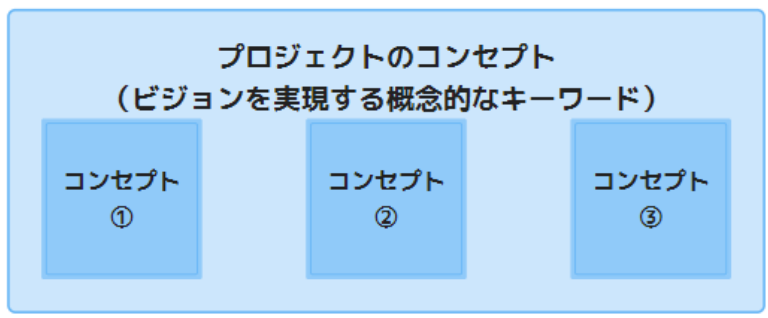 プロジェクトのコンセプト
（ビジョンを実現する概念的なキーワード）
コンセプト
①
コンセプト
②
コンセプト
③